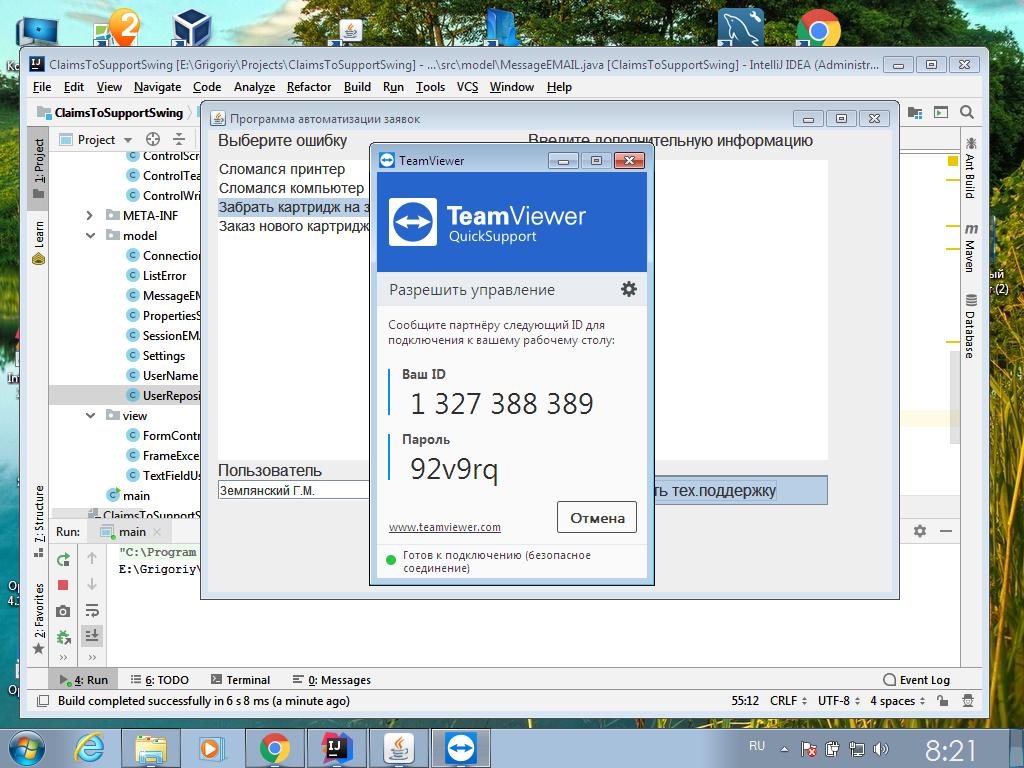 ClaimsToSupportSwing [E:\Grigoriy\Projects\ClaimsToSupportSwing] - ...\src\model\MessageEMAIL.java [ClaimsToSupportSwing] - IntelliJ IDEA (Administr...
File Edit View Navigate Code Analyze Refactor Build Run Tools VCS Window Help
ClaimsToSupportSwing
Программа автоматизации заявок
1: Project
Project
Learn
Z: Structure
2: Favorites
ControlScr
ControlTea
ControlWri
META-INF
model
Connection
ListError
MessageEM
PropertiesS
SessionEMA
Settings
UserName
UserReposi
view
FormContr
FrameExce
TextFieldUs
main
ClaimsToSupportS
Выберите ошибку
Введите дополнительную информацию
Сломался принтер
Сломался компьютер
Забрать картридж на з
Заказ нового картридж
Пользователь
Землянский Г.М.
ть тех.поддержку
TeamViewer
TeamViewer
QuickSupport
Разрешить управление
Сообщите партнёру следующий ID для
подключения к вашему рабочему столу:
Ваш ID
1 327 388 389
Пароль
92v9rq
www.teamviewer.com
Отмена
Готов к подключению (безопасное
соединение)
Ant Build
m
Maven
Database
ый
(2)
Run: main
"C:\Program
E:\Grigoriy\
4: Run 6: TODO Terminal 0: Messages Event Log
Build completed successfully in 6 s 8 ms (a minute ago) 55:12 CRLF UTF-8 4 spaces
RU 8:21